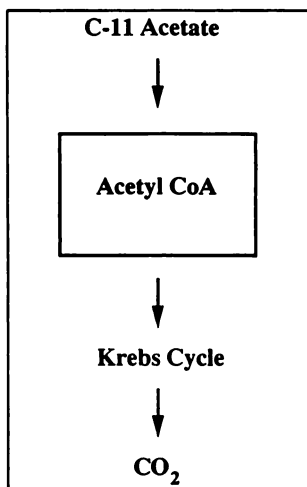 C-11 Acetate
Acetyl CoA
Krebs Cycle
CO₂